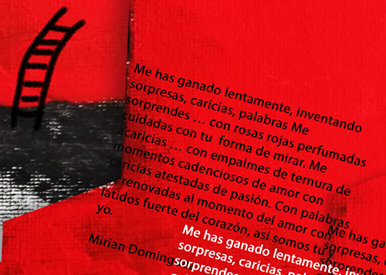 Me has ganado lentamente, inventando
sorpresas, caricias, palabras Me
sorprendes ... con rosas rojas perfumadas
cuidadas con tu forma de mirar. Me
acaricias ... con empalmes de ternura de
momentos cadenciosos de amor con
caricias atestadas de pasión. Con palabras
renovadas al momento del amor con
latidos fuerte del corazón, así somos tu y
yo.
Mirian
Me has ganado lentamente,
sorpresas, caricias,
sorprendes
Me has gana
sorpresas, c